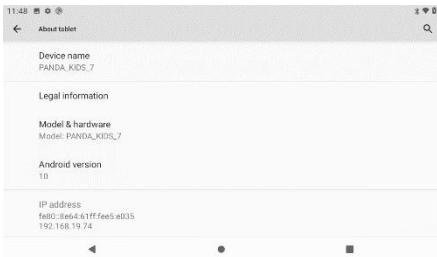 11:48
About tablet
Device name
PANDA_KIDS_7
Legal information
Model & hardware
Model: PANDA_KIDS_7
Android version
10
IP address
fe80::8e64:61ff:fee5:e035
192.168.19.74